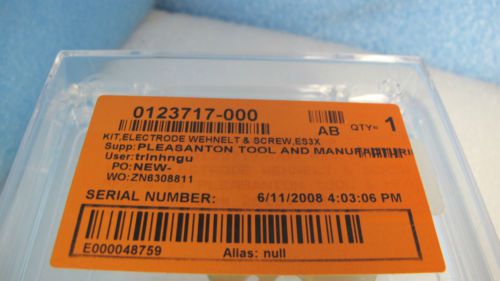 0123717-000
AB QTY= 1
KIT,ELECTRODE WEHNELT & SCREW,ES3X
Supp: PLEASANTON TOOL AND
User: trinhngu
PO: NEW-
WO: ZN6308811
SERIAL NUMBER: 6/11/2008 4:03:06 PM
E000048759 Alias: null